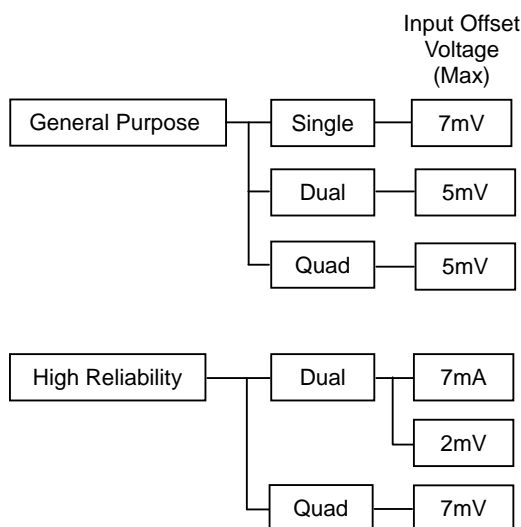 Input Offset
Voltage
(Max)
General Purpose
Single
7mV
Dual
5mV
Quad
5mV
High Reliability
Dual
7mA
2mV
Quad
7mV